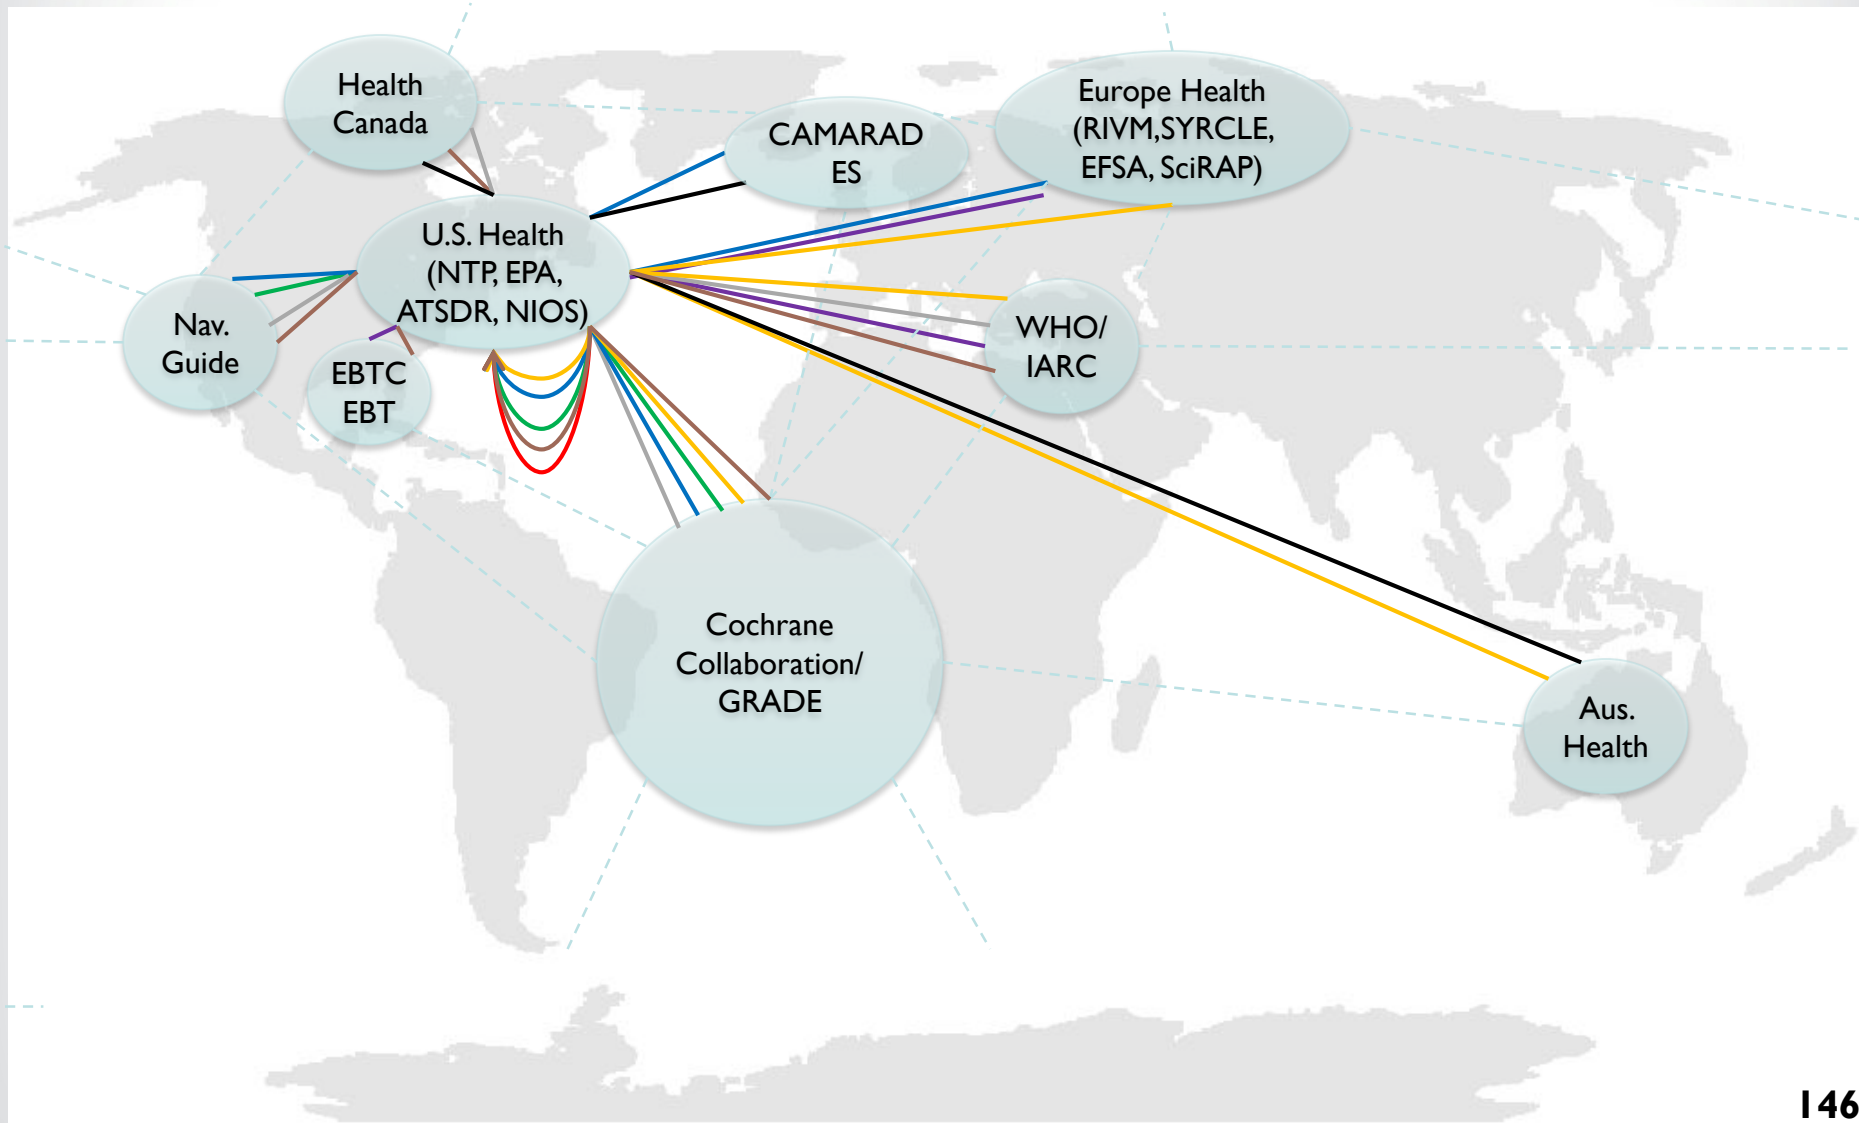 Health
Canada
CAMARAD
ES
Europe Health
(RIVM,SYRCLE,
EFSA, SciRAP)
U.S. Health
(NTP, EPA,
ATSDR, NIOS)
Nav.
Guide
EBTC
EBT
WHO/
IARC
Cochrane
Collaboration/
GRADE
Aus.
Health
146